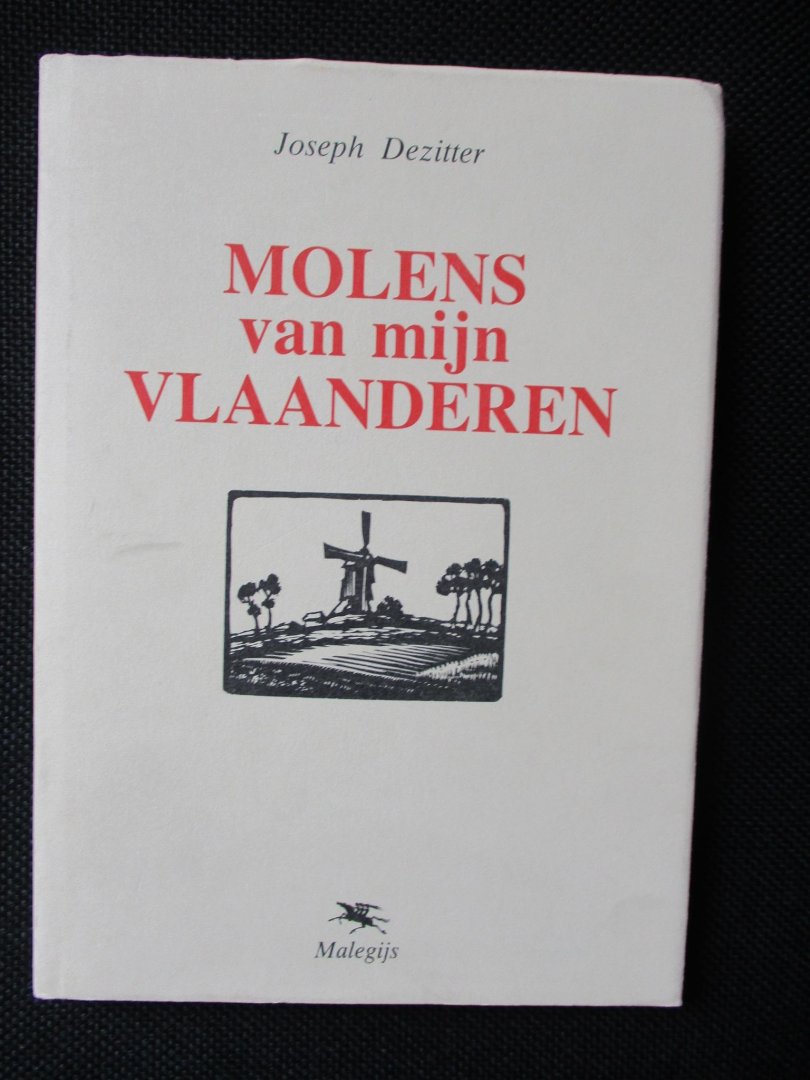 Joseph Dezitter
MOLENS
van mijn
VLAANDEREN
Malegijs